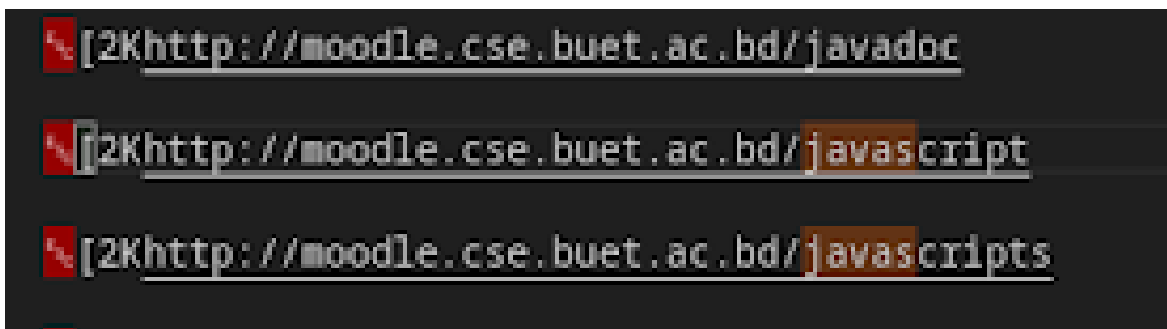 ␛[2Khttp://moodle.cse.buet.ac.bd/javadoc
␛[2Khttp://moodle.cse.buet.ac.bd/javascript
␛[2Khttp://moodle.cse.buet.ac.bd/javascripts